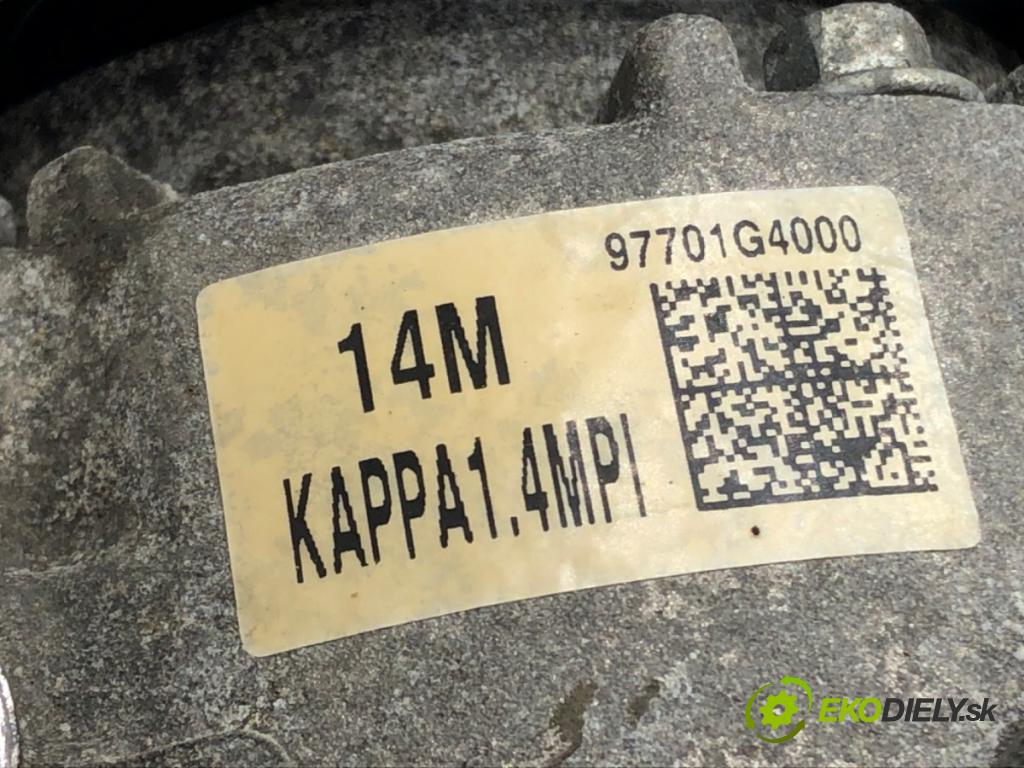 97701G4000
14M
KAPPA1.4MPI
EKODIELY.sk